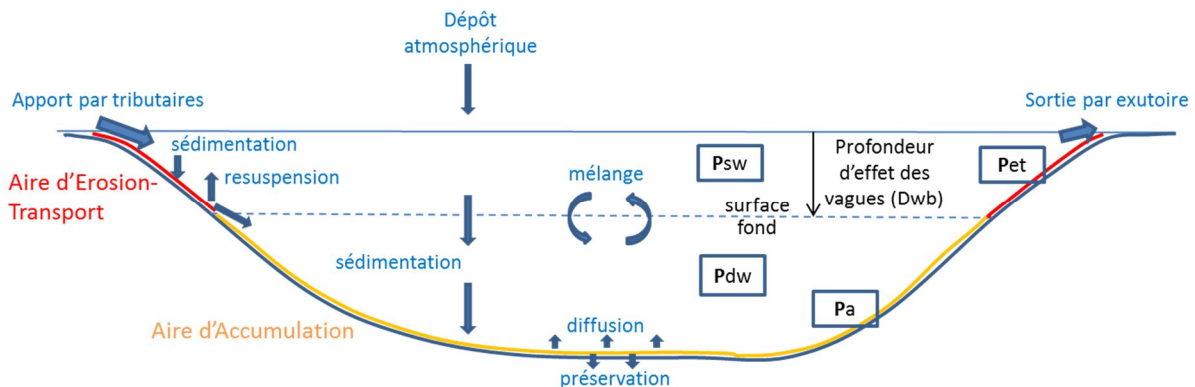 Dépôt
atmosphérique
Apport par tributaires
Sortie par exutoire
sédimentation
resuspension
Aire d’Erosion-
Transport
mélange
Psw
Profondeur
d’effet des
vagues (Dwb)
Pet
surface
fond
sédimentation
Pdw
Pa
Aire d’Accumulation
diffusion
préservation